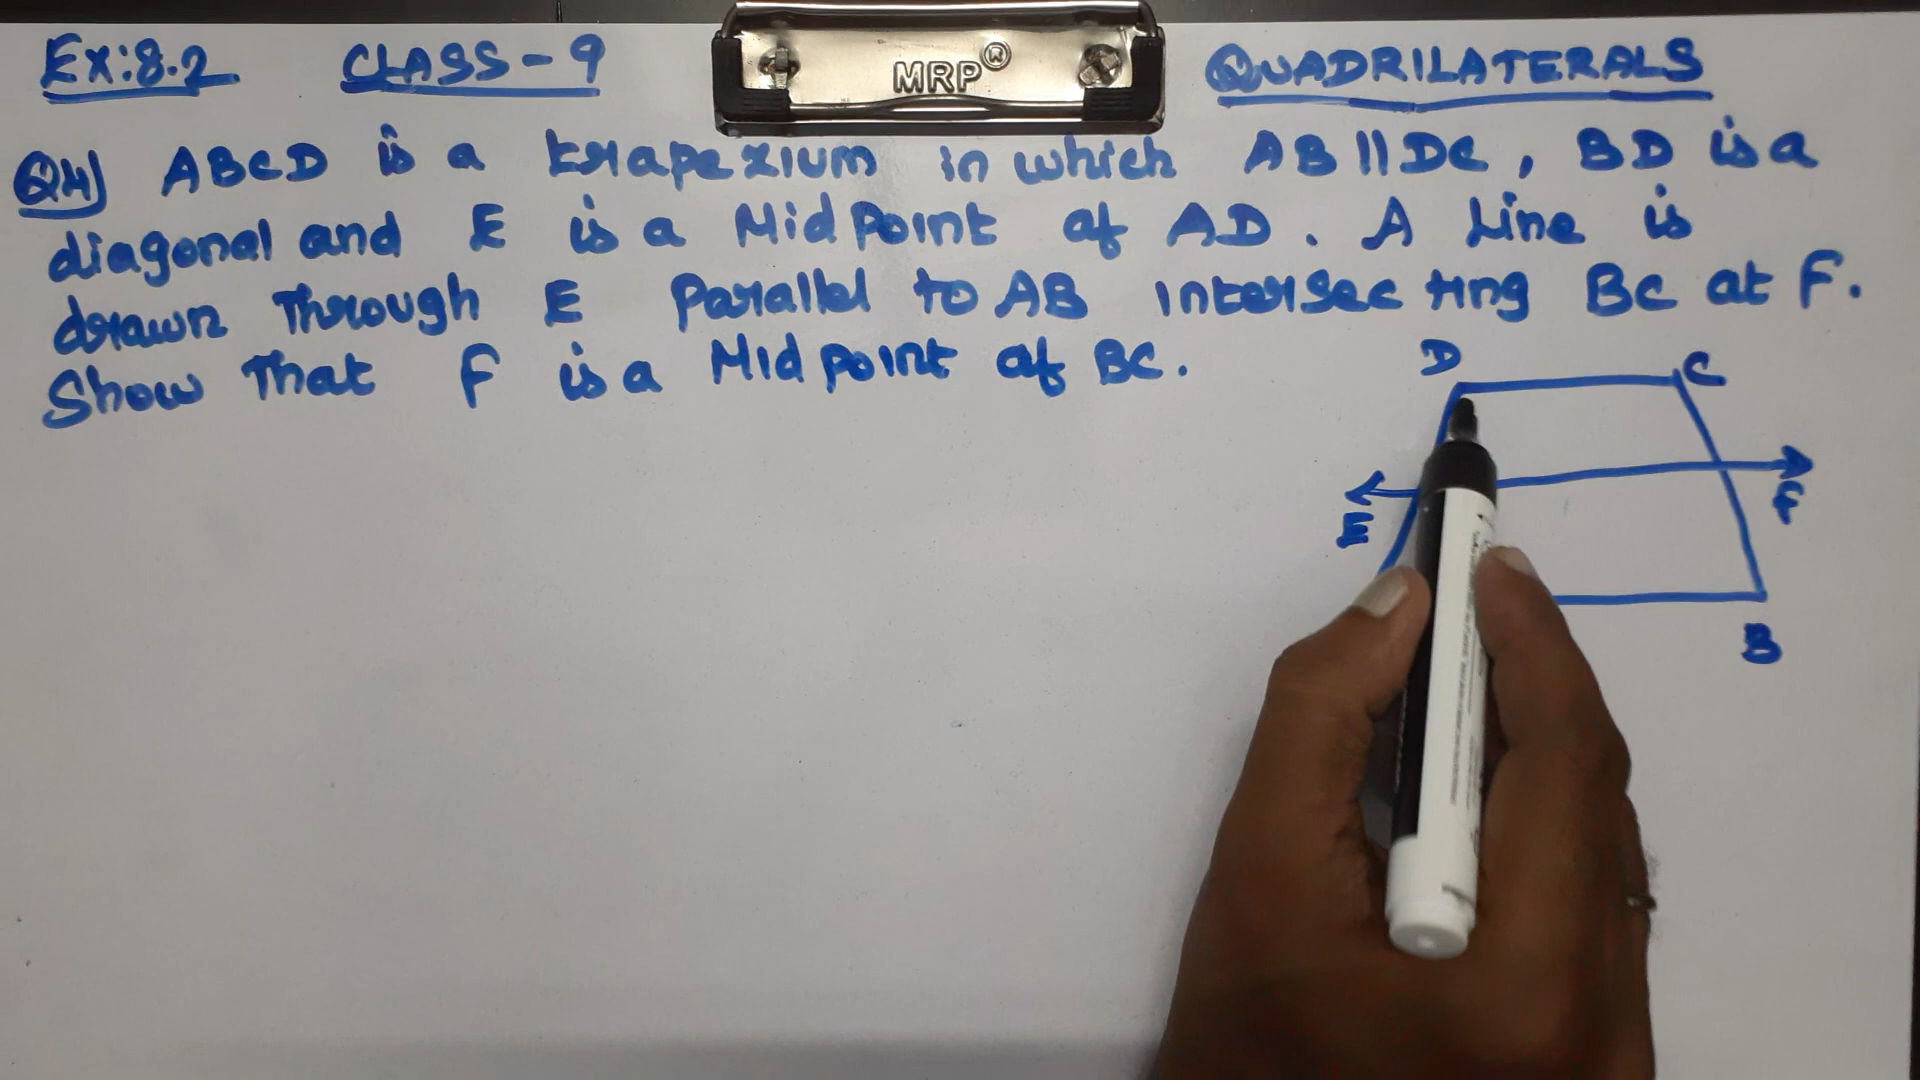 Ex:8.2 CLASS-9 MRP® QUADRILATERALS
Q4) ABCD is a trapezium in which AB||DC, BD is a
diagonal and E is a Midpoint of AD. A Line is
drawn Through E parallel to AB intersecting BC at F.
Show That F is a Midpoint of BC.
D C
E F
B